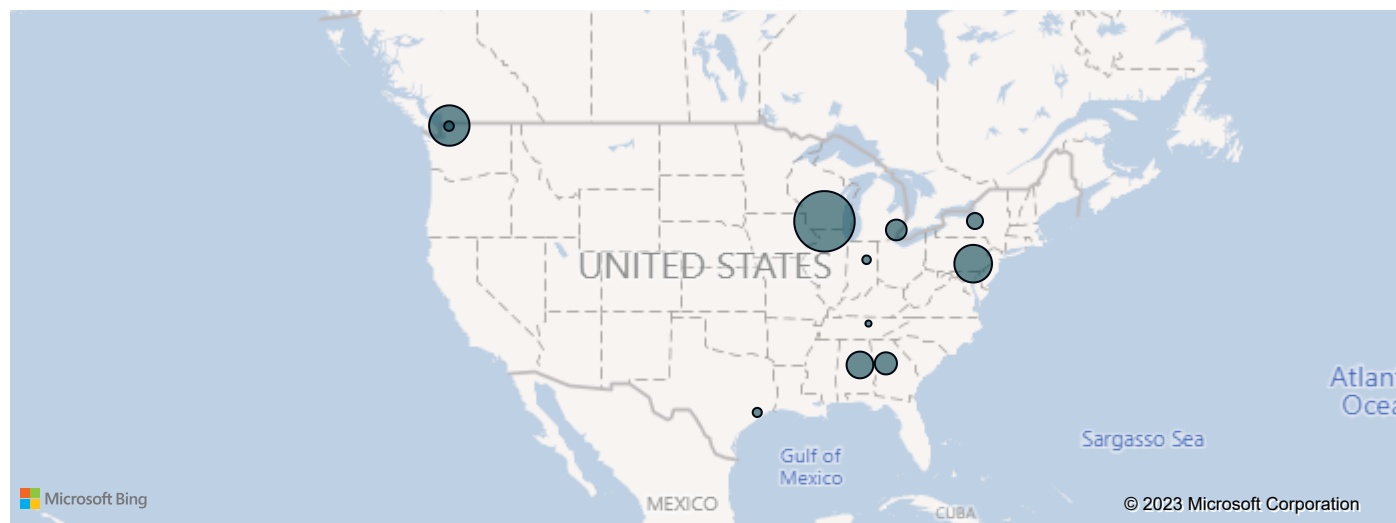 UNITED STATES
Atlan
Ocea
Sargasso Sea
Gulf of
Mexico
Microsoft Bing
MEXICO
CUBA
© 2023 Microsoft Corporation